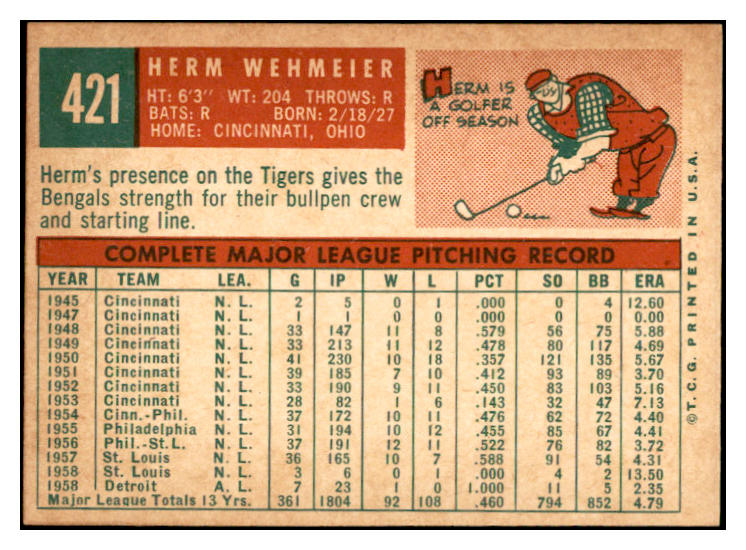 421
HERM WEHMEIER
HT: 6'3" WT: 204 THROWS: R
BATS: R BORN: 2/18/27
HOME: CINCINNATI, OHIO
HERM IS
A GOLFER
OFF SEASON
Herm's presence on the Tigers gives the
Bengals strength for their bullpen crew
and starting line.
COMPLETE MAJOR LEAGUE PITCHING RECORD
YEAR TEAM LEA. G IP W L PCT SO BB ERA
1945 Cincinnati N. L. 2 5 0 1 .000 0 4 12.60
1947 Cincinnati N. L. 1 1 0 0 .000 0 0 0.00
1948 Cincinnati N. L. 33 147 11 8 .579 56 75 5.88
1949 Cincinnati N. L. 33 213 11 12 .478 80 117 4.69
1950 Cincinnati N. L. 41 230 10 18 .357 121 135 5.67
1951 Cincinnati N. L. 39 185 7 10 .412 93 89 3.70
1952 Cincinnati N. L. 33 190 9 11 .450 83 103 5.16
1953 Cincinnati N. L. 28 82 1 6 .143 32 47 7.13
1954 Cinn.-Phil. N. L. 37 172 10 11 .476 62 72 4.40
1955 Philadelphia N. L. 31 194 10 12 .455 85 67 4.41
1956 Phil.-St.L. N. L. 37 191 12 11 .522 76 82 3.72
1957 St. Louis N. L. 36 165 10 7 .588 91 54 4.31
1958 St. Louis N. L. 3 6 0 1 .000 4 2 13.50
1958 Detroit A. L. 7 23 1 0 1.000 11 5 2.35
Major League Totals 13 Yrs. 361 1804 92 108 .460 794 852 4.79
©T.C.G. PRINTED IN U.S.A.